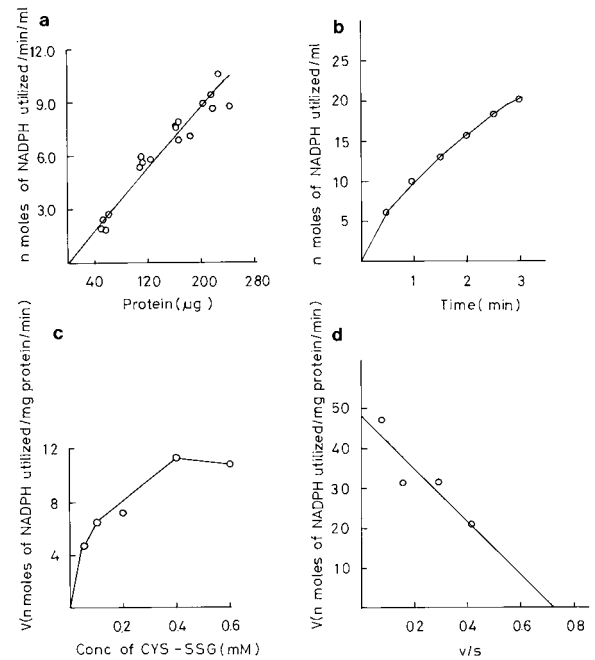 a
n moles of NADPH utilized /min/ml
12.0
9.0
6.0
3.0
40
120
200
280
Protein(µg)
b
n moles of NADPH utilized/ml
20
15
10
5
1
2
3
Time( min)
c
V(n moles of NADPH utilized/mg protein/min)
12
8
4
0.2
0.4
0.6
Conc of CYS-SSG(mM)
d
V(n moles of NADPH utilized/mg protein/min)
50
40
30
20
10
0.2
0.4
0.6
0.8
v/s